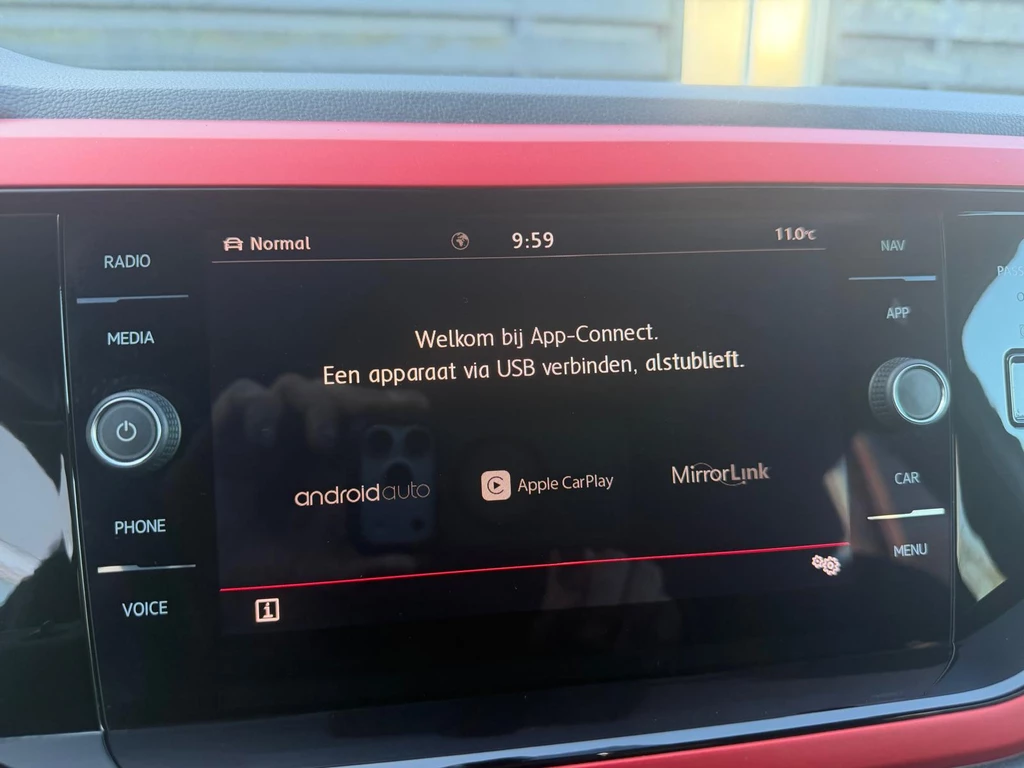 Normal
9:59
11.0°C
RADIO
MEDIA
PHONE
VOICE
NAV
APP
CAR
MENU
Welkom bij App-Connect.
Een apparaat via USB verbinden, alstublieft.
androidauto
Apple CarPlay
MirrorLink
i